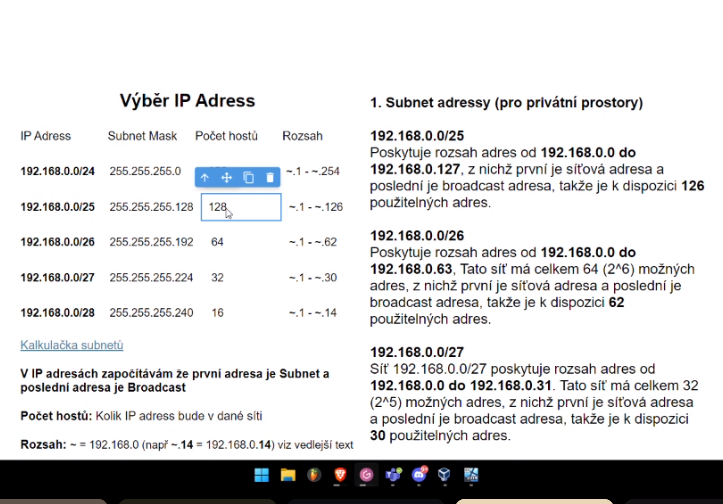 Výběr IP Adress
IP Adress Subnet Mask Počet hostů Rozsah
192.168.0.0/24 255.255.255.0 ~.1 - ~.254
192.168.0.0/25 255.255.255.128 128 ~.1 - ~.126
192.168.0.0/26 255.255.255.192 64 ~.1 - ~.62
192.168.0.0/27 255.255.255.224 32 ~.1 - ~.30
192.168.0.0/28 255.255.255.240 16 ~.1 - ~.14
Kalkulačka subnetů
V IP adresách započítávám že první adresa je Subnet a
poslední adresa je Broadcast
Počet hostů: Kolik IP adress bude v dané síti
Rozsah: ~ = 192.168.0 (např ~.14 = 192.168.0.14) viz vedlejší text
1. Subnet adressy (pro privátní prostory)
192.168.0.0/25
Poskytuje rozsah adres od 192.168.0.0 do
192.168.0.127, z nichž první je síťová adresa a
poslední je broadcast adresa, takže je k dispozici 126
použitelných adres.
192.168.0.0/26
Poskytuje rozsah adres od 192.168.0.0 do
192.168.0.63, Tato síť má celkem 64 (2^6) možných
adres, z nichž první je síťová adresa a poslední je
broadcast adresa, takže je k dispozici 62
použitelných adres.
192.168.0.0/27
Síť 192.168.0.0/27 poskytuje rozsah adres od
192.168.0.0 do 192.168.0.31. Tato síť má celkem 32
(2^5) možných adres, z nichž první je síťová adresa
a poslední je broadcast adresa, takže je k dispozici
30 použitelných adres.